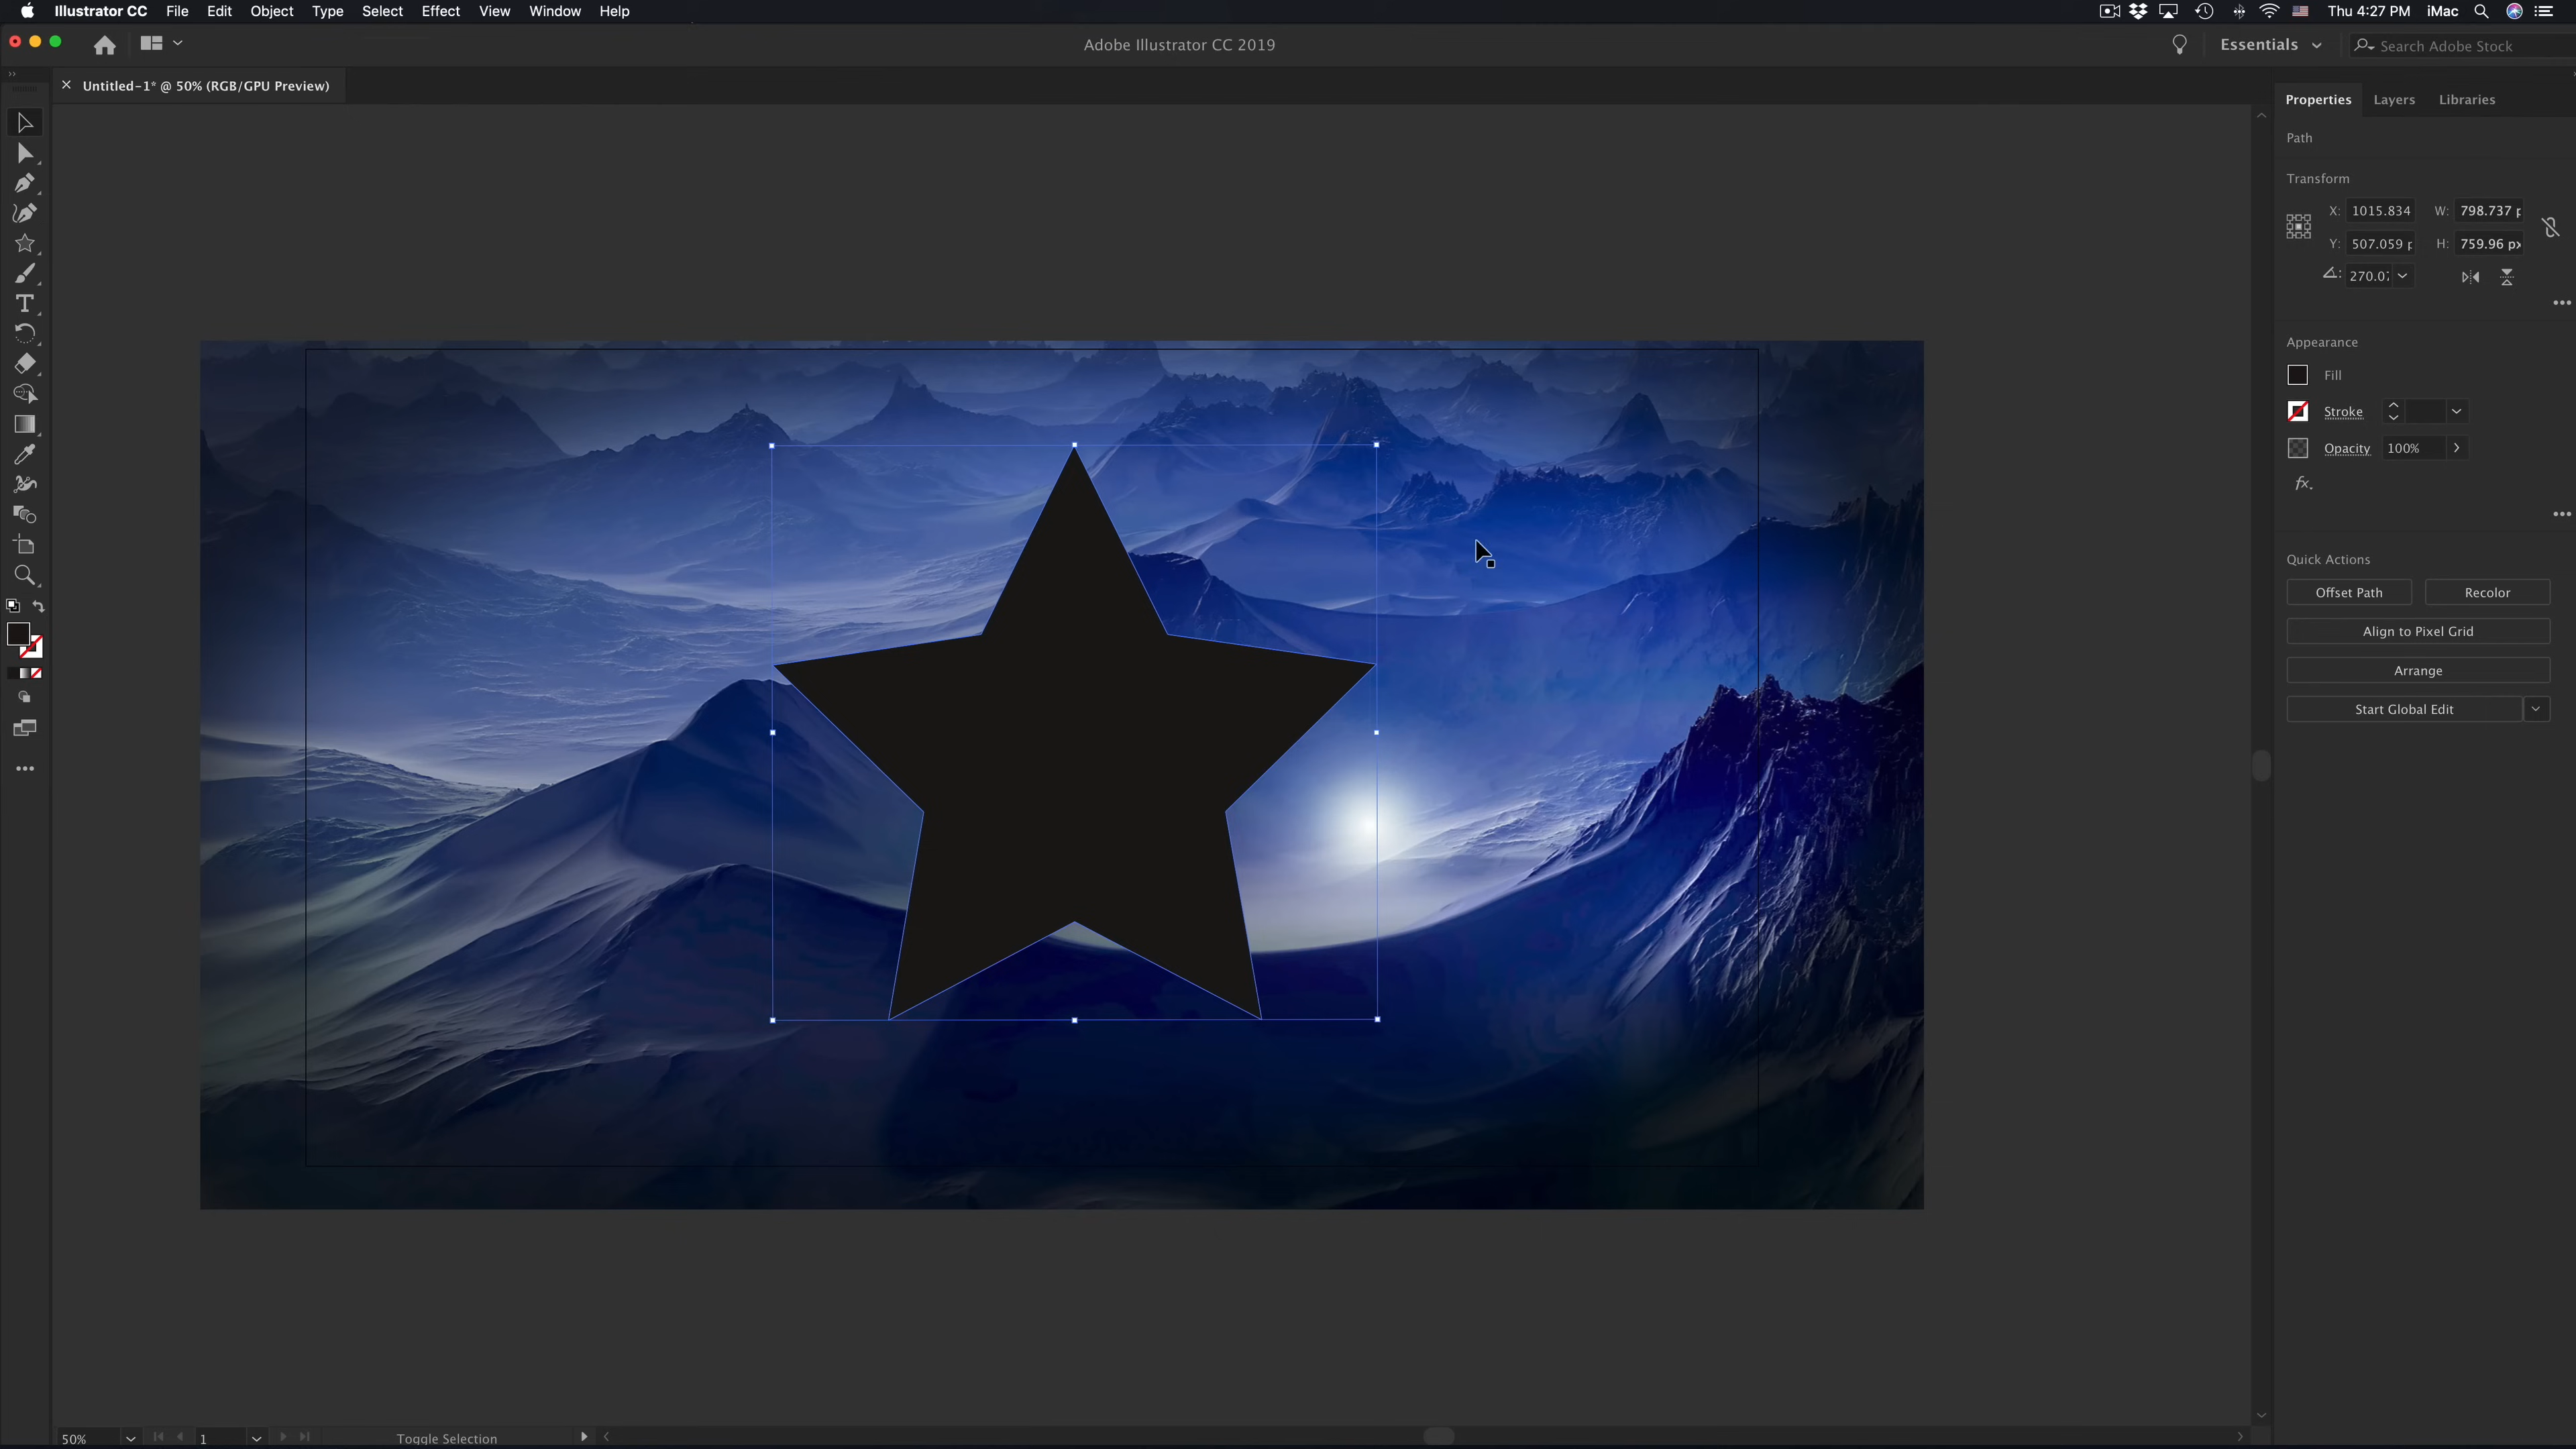 Illustrator CC File Edit Object Type Select Effect View Window Help Thu 4:27 PM iMac
Adobe Illustrator CC 2019 Essentials Search Adobe Stock
Untitled-1* @ 50% (RGB/GPU Preview)
Properties Layers Libraries
Path
Transform
X: 1015.834 W: 798.737 p
Y: 507.059 p H: 759.96 px
270.07
Appearance
Fill
Stroke
Opacity 100%
fx
Quick Actions
Offset Path Recolor
Align to Pixel Grid
Arrange
Start Global Edit
50% 1 Toggle Selection